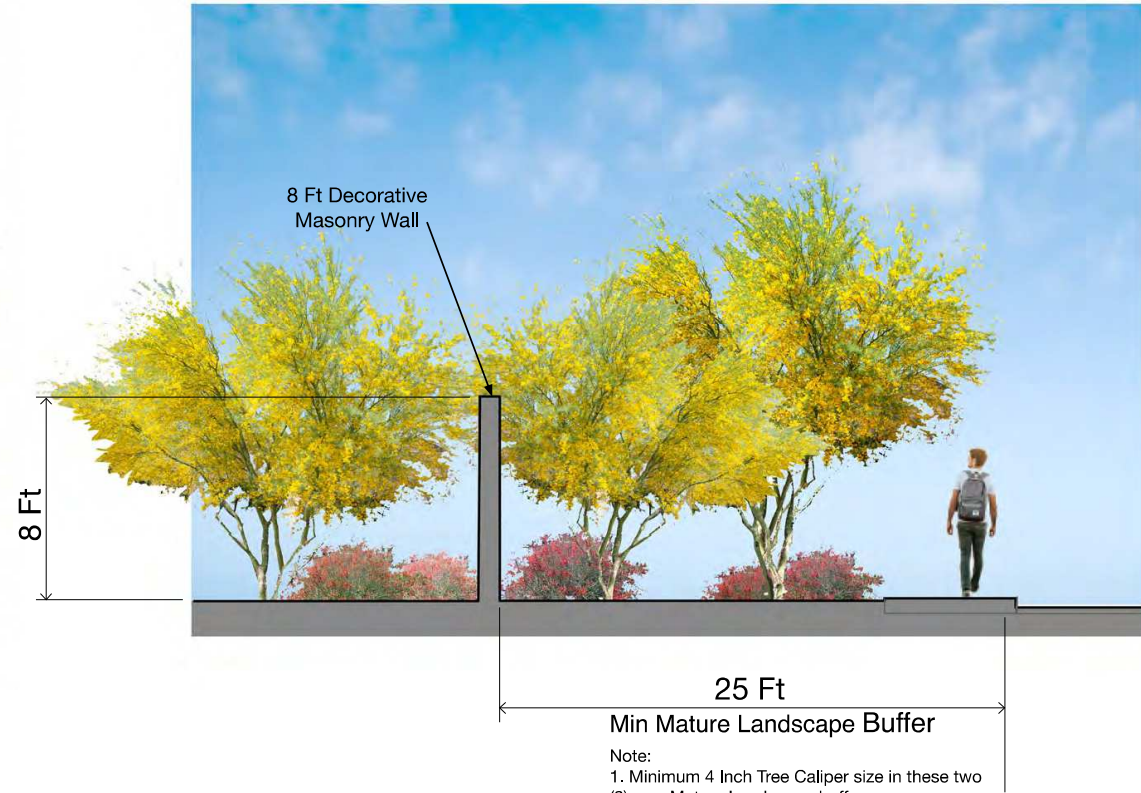 8 Ft Decorative
Masonry Wall
8 Ft
25 Ft
Min Mature Landscape Buffer
Note:
1. Minimum 4 Inch Tree Caliper size in these two